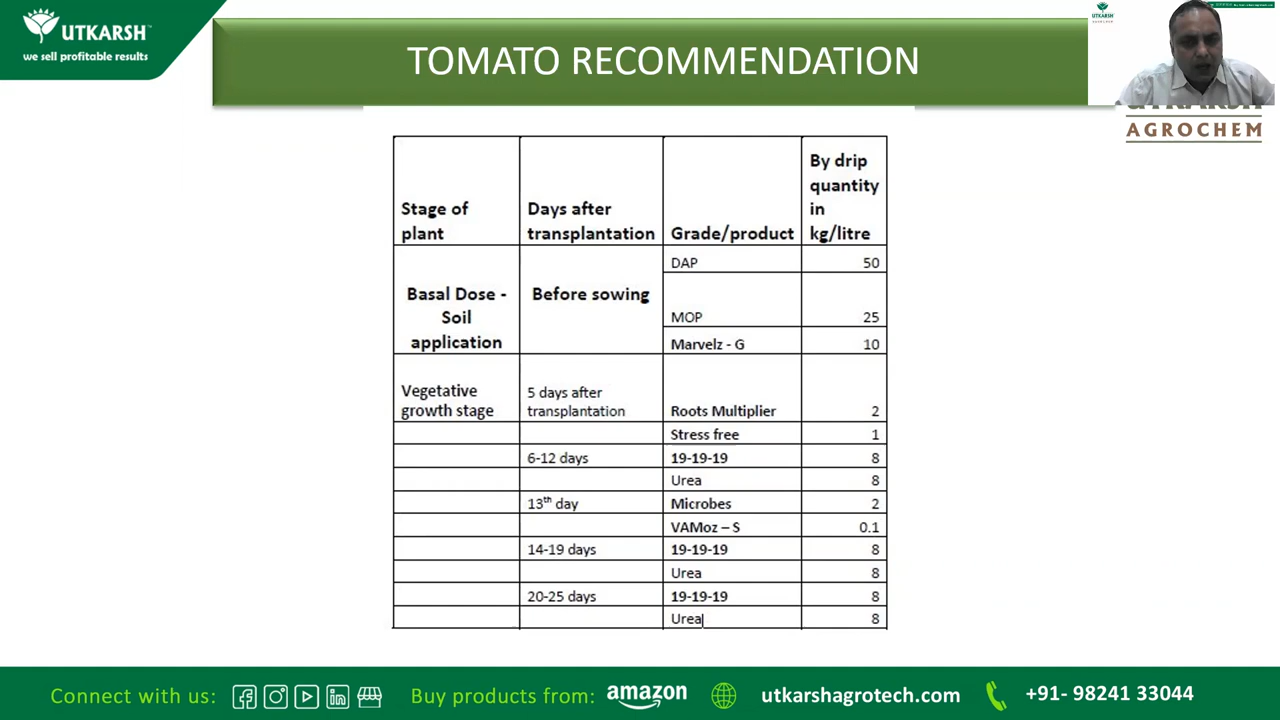 UTKARSH
we sell profitable results
TOMATO RECOMMENDATION
UTKARSH
AGROCHEM
Stage of plant	Days after transplantation	Grade/product	By drip quantity in kg/litre
Basal Dose - Soil application	Before sowing	DAP	50
MOP	25
Marvelz - G	10
Vegetative growth stage	5 days after transplantation	Roots Multiplier	2
Stress free	1
6-12 days	19-19-19	8
Urea	8
13th day	Microbes	2
VAMoz – S	0.1
14-19 days	19-19-19	8
Urea	8
20-25 days	19-19-19	8
Urea	8
Connect with us:	Buy products from: amazon	utkarshagrotech.com	+91- 98241 33044